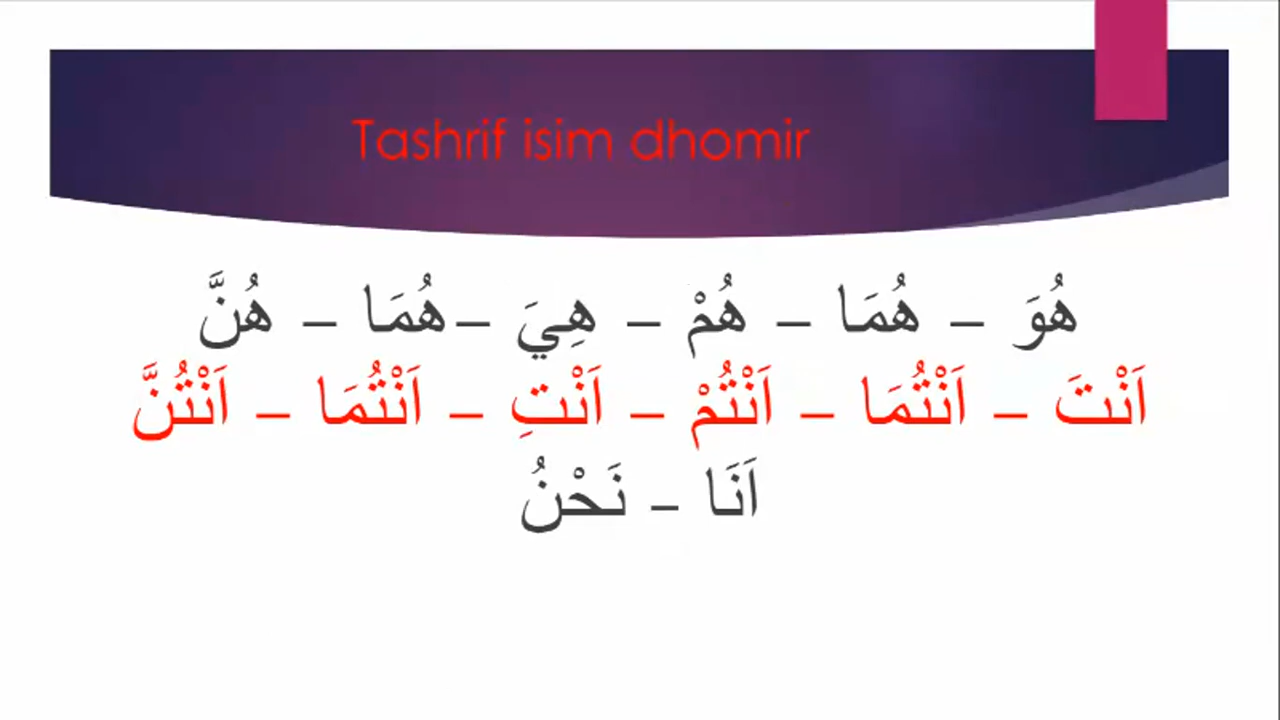 Tashrif isim dhomir
هُوَ – هُمَا – هُمْ – هِيَ – هُمَا – هُنَّ
اَنْتَ – اَنْتُمَا – اَنْتُمْ – اَنْتِ – اَنْتُمَا – اَنْتُنَّ
اَنَا – نَحْنُ